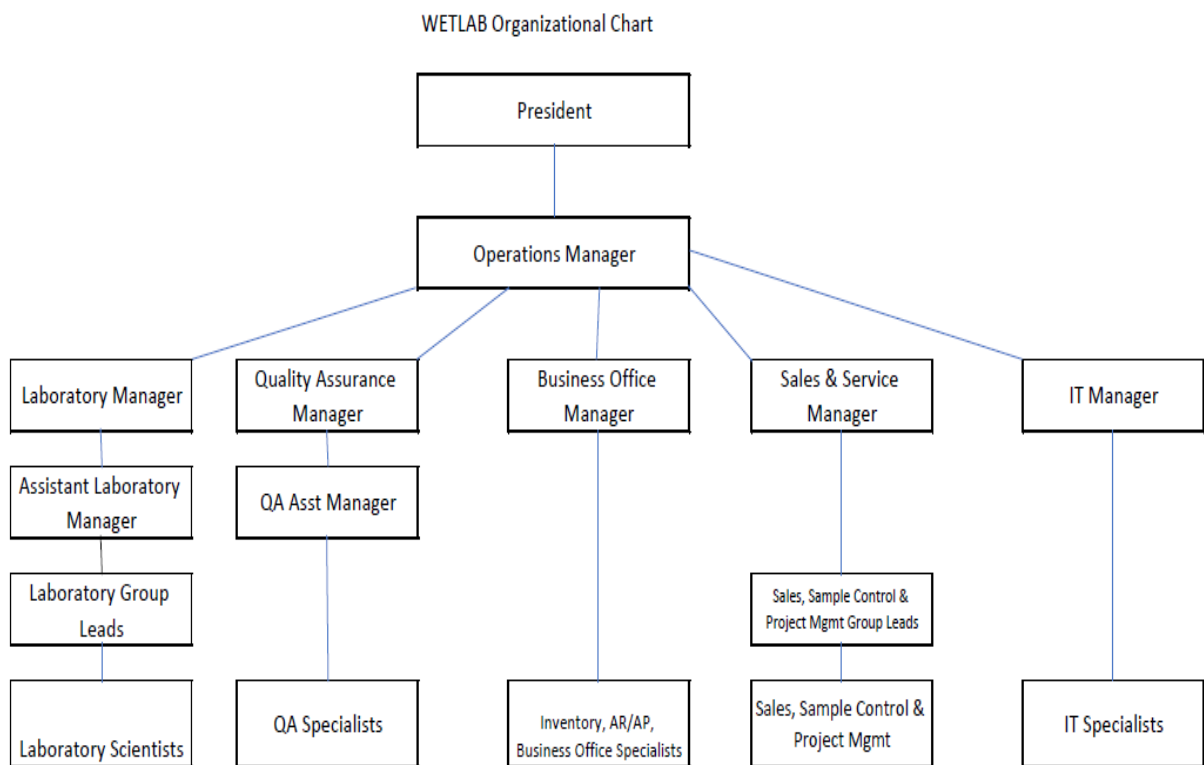 WETLAB Organizational Chart
President
Operations Manager
Laboratory Manager
Quality Assurance
Manager
Business Office
Manager
Sales & Service
Manager
IT Manager
Assistant Laboratory
Manager
QA Asst Manager
Laboratory Group
Leads
Sales, Sample Control &
Project Mgmt Group Leads
Laboratory Scientists
QA Specialists
Inventory, AR/AP,
Business Office Specialists
Sales, Sample Control &
Project Mgmt
IT Specialists